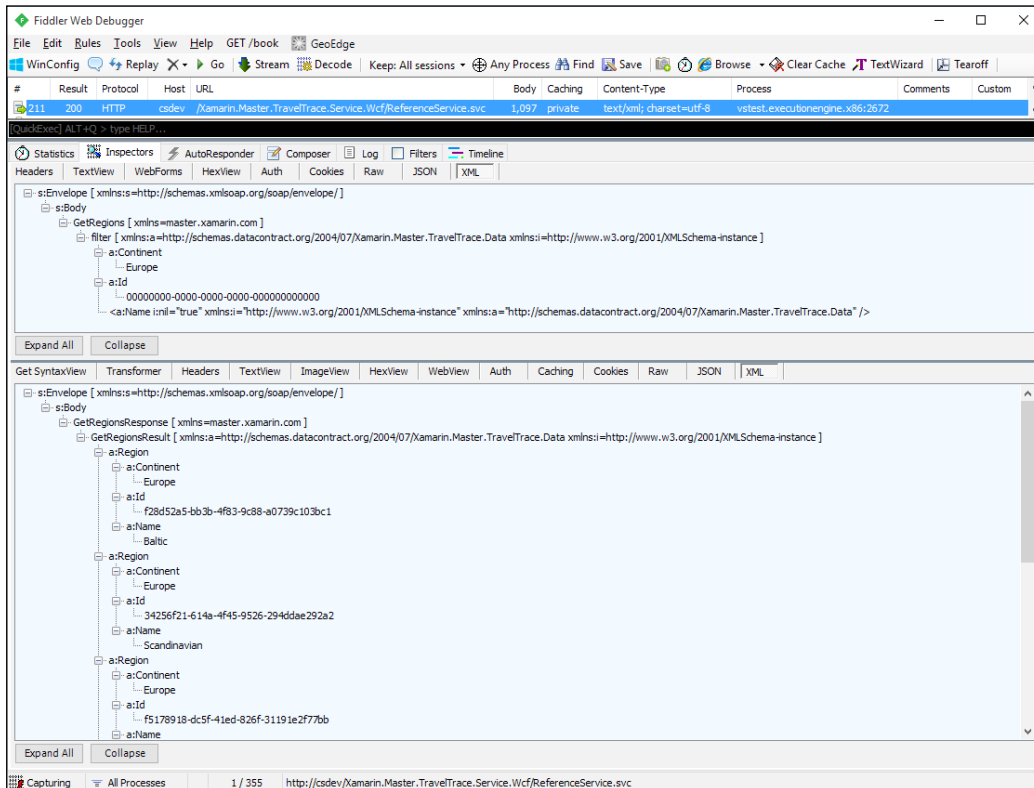 Fiddler Web Debugger
File Edit Rules Tools View Help GET /book GeoEdge
WinConfig Replay X Go Stream Decode Keep: All sessions Any Process Find Save Browse Clear Cache TextWizard Tearoff
# Result Protocol Host URL Body Caching Content-Type Process Comments Custom
211 200 HTTP csdev /Xamarin.Master.TravelTrace.Service.Wcf/ReferenceService.svc 1,097 private text/xml; charset=utf-8 vstest.executionengine.x86:2672
[QuickExec] ALT+Q > type HELP...
Statistics Inspectors AutoResponder Composer Log Filters Timeline
Headers TextView WebForms HexView Auth Cookies Raw JSON XML
s:Envelope [ xmlns:s=http://schemas.xmlsoap.org/soap/envelope/ ]
s:Body
GetRegions [ xmlns=master.xamarin.com ]
filter [ xmlns:a=http://schemas.datacontract.org/2004/07/Xamarin.Master.TravelTrace.Data xmlns:i=http://www.w3.org/2001/XMLSchema-instance ]
a:Continent
Europe
a:Id
00000000-0000-0000-0000-000000000000
<a:Name i:nil="true" xmlns:i="http://www.w3.org/2001/XMLSchema-instance" xmlns:a="http://schemas.datacontract.org/2004/07/Xamarin.Master.TravelTrace.Data" />
Expand All Collapse
Get SyntaxView Transformer Headers TextView ImageView HexView WebView Auth Caching Cookies Raw JSON XML
s:Envelope [ xmlns:s=http://schemas.xmlsoap.org/soap/envelope/ ]
s:Body
GetRegionsResponse [ xmlns=master.xamarin.com ]
GetRegionsResult [ xmlns:a=http://schemas.datacontract.org/2004/07/Xamarin.Master.TravelTrace.Data xmlns:i=http://www.w3.org/2001/XMLSchema-instance ]
a:Region
a:Continent
Europe
a:Id
f28d52a5-bb3b-4f83-9c88-a0739c103bc1
a:Name
Baltic
a:Region
a:Continent
Europe
a:Id
34256f21-614a-4f45-9526-294ddae292a2
a:Name
Scandinavian
a:Region
a:Continent
Europe
a:Id
f5178918-dc5f-41ed-826f-31191e2f77bb
a:Name
Expand All Collapse
Capturing All Processes 1 / 355 http://csdev/Xamarin.Master.TravelTrace.Service.Wcf/ReferenceService.svc